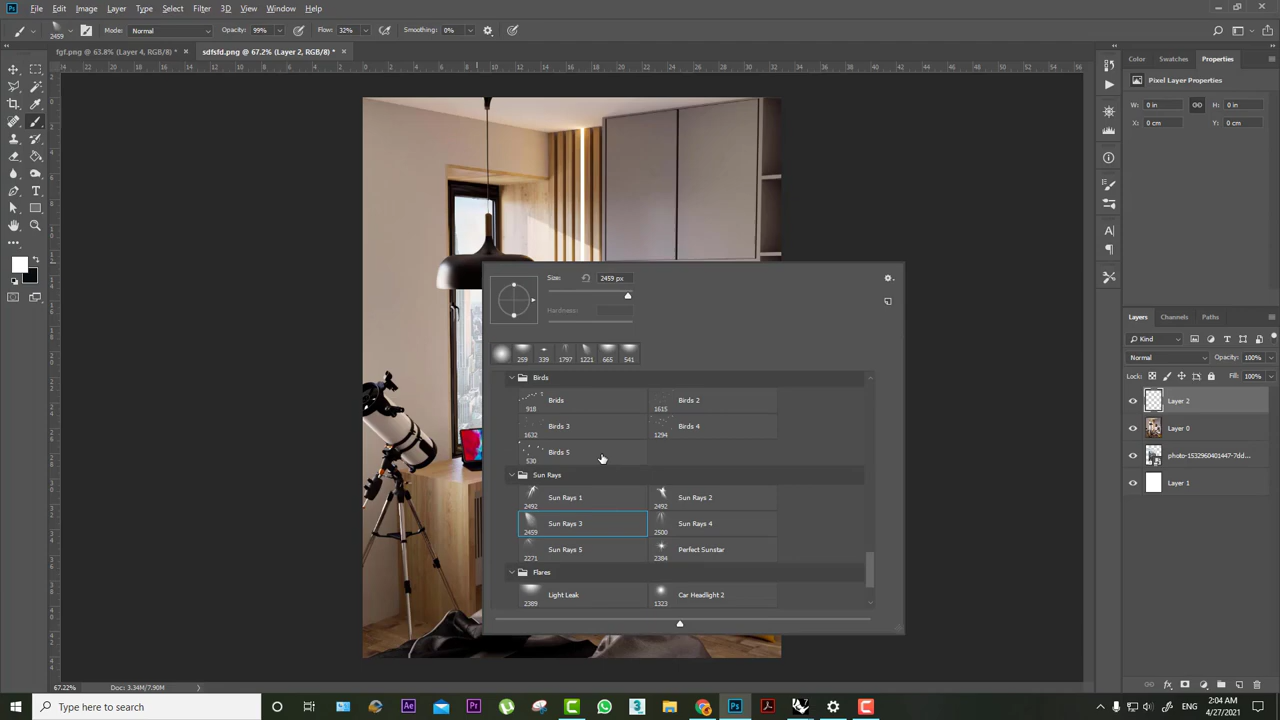 File Edit Image Layer Type Select Filter 3D View Window Help
2459 Mode: Normal Opacity: 99% Flow: 32% Smoothing: 0%
fgf.png @ 63.8% (Layer 4, RGB/8) * × sdfsfd.png @ 67.2% (Layer 2, RGB/8) * ×
Color Swatches Properties
Pixel Layer Properties
W: 0 in H: 0 in
X: 0 cm Y: 0 cm
Size: 2459 px
Hardness:
259 339 1797 1221 665 541
Birds
Brids 918 Birds 2 1615
Birds 3 1632 Birds 4 1294
Birds 5 530
Sun Rays
Sun Rays 1 2492 Sun Rays 2 2492
Sun Rays 3 2459 Sun Rays 4 2500
Sun Rays 5 2271 Perfect Sunstar 2384
Flares
Light Leak 2389 Car Headlight 2 1323
Layers Channels Paths
Kind
Normal Opacity: 100%
Lock: Fill: 100%
Layer 2
Layer 0
photo-1532960401447-7dd...
Layer 1
67.22% Doc: 3.34M/7.90M
Type here to search
2:04 AM
4/27/2021